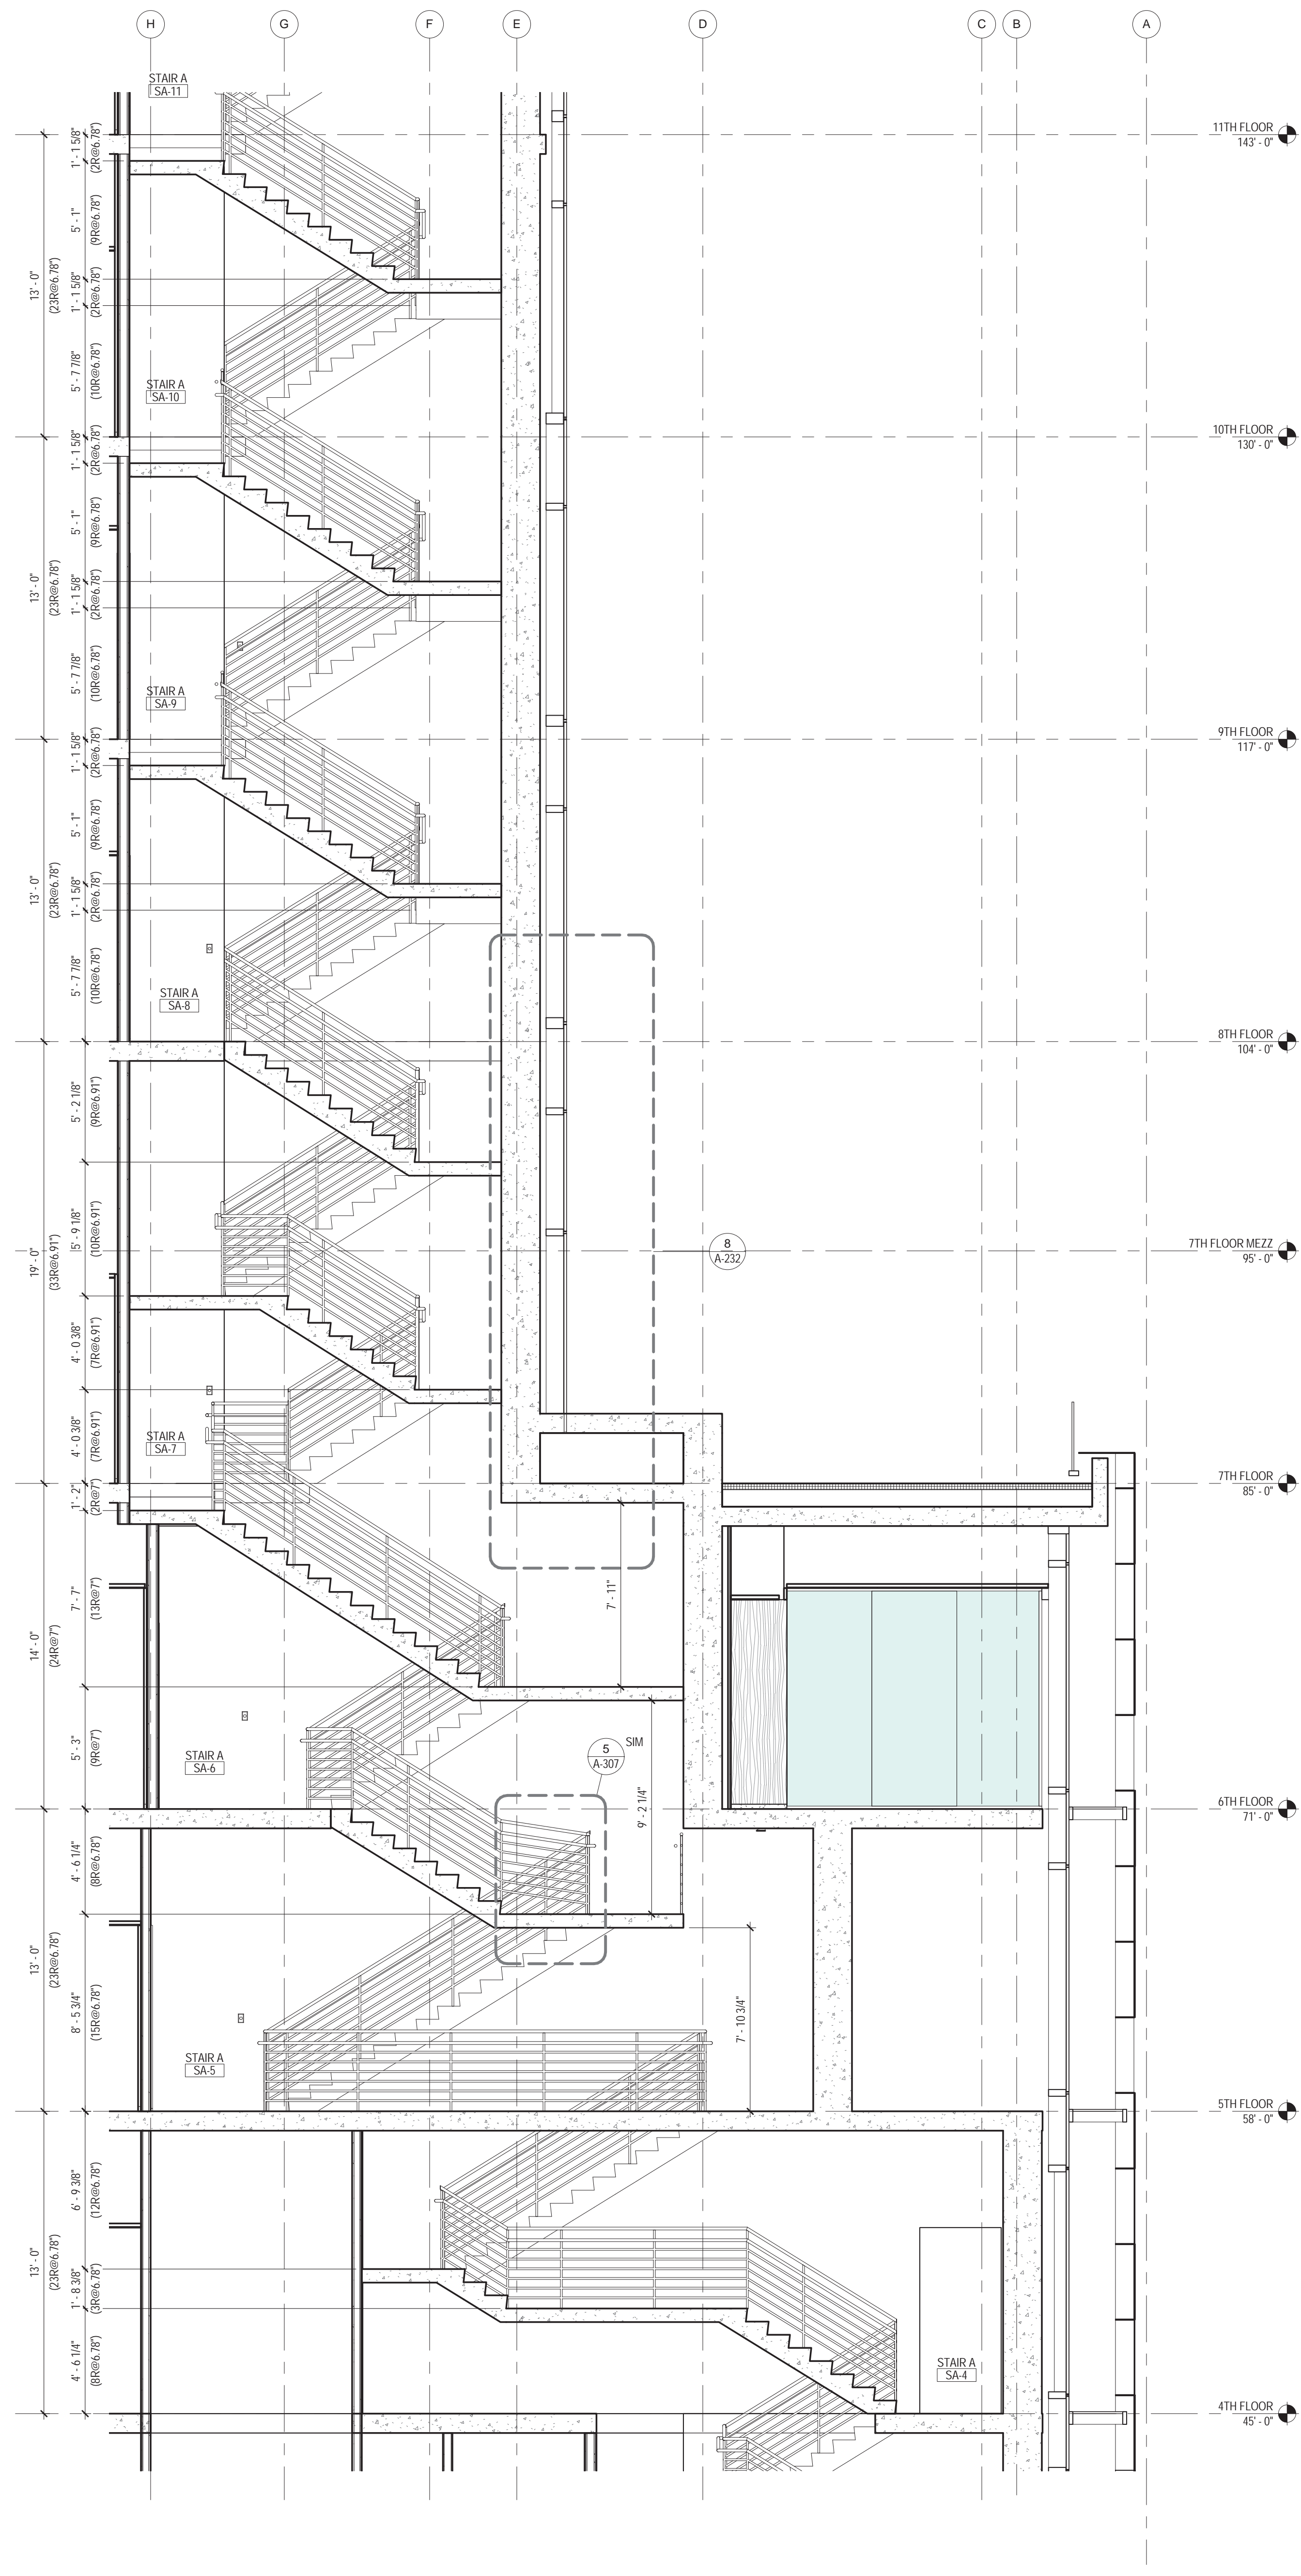 H G F E D C B A
STAIR A
SA-11
11TH FLOOR
143' - 0"
1' - 1 5/8"
(2R@6.78")
5' - 1"
(9R@6.78")
13' - 0"
(23R@6.78")
1' - 1 5/8"
(2R@6.78")
5' - 7 7/8"
(10R@6.78")
STAIR A
SA-10
10TH FLOOR
130' - 0"
1' - 1 5/8"
(2R@6.78")
5' - 1"
(9R@6.78")
13' - 0"
(23R@6.78")
1' - 1 5/8"
(2R@6.78")
5' - 7 7/8"
(10R@6.78")
STAIR A
SA-9
9TH FLOOR
117' - 0"
1' - 1 5/8"
(2R@6.78")
5' - 1"
(9R@6.78")
13' - 0"
(23R@6.78")
1' - 1 5/8"
(2R@6.78")
5' - 7 7/8"
(10R@6.78")
STAIR A
SA-8
8TH FLOOR
104' - 0"
5' - 2 1/8"
(9R@6.91")
5' - 9 1/8"
(10R@6.91")
19' - 0"
(33R@6.91")
8
A-232
7TH FLOOR MEZZ
95' - 0"
4' - 0 3/8"
(7R@6.91")
4' - 0 3/8"
(7R@6.91")
STAIR A
SA-7
7TH FLOOR
85' - 0"
1' - 2"
(2R@7")
7' - 7"
(13R@7")
7' - 11"
14' - 0"
(24R@7")
5' - 3"
(9R@7")
STAIR A
SA-6
5
A-307
SIM
9' - 2 1/4"
6TH FLOOR
71' - 0"
4' - 6 1/4"
(8R@6.78")
13' - 0"
(23R@6.78")
8' - 5 3/4"
(15R@6.78")
7' - 10 3/4"
STAIR A
SA-5
5TH FLOOR
58' - 0"
6' - 9 3/8"
(12R@6.78")
13' - 0"
(23R@6.78")
1' - 8 3/8"
(3R@6.78")
4' - 6 1/4"
(8R@6.78")
STAIR A
SA-4
4TH FLOOR
45' - 0"